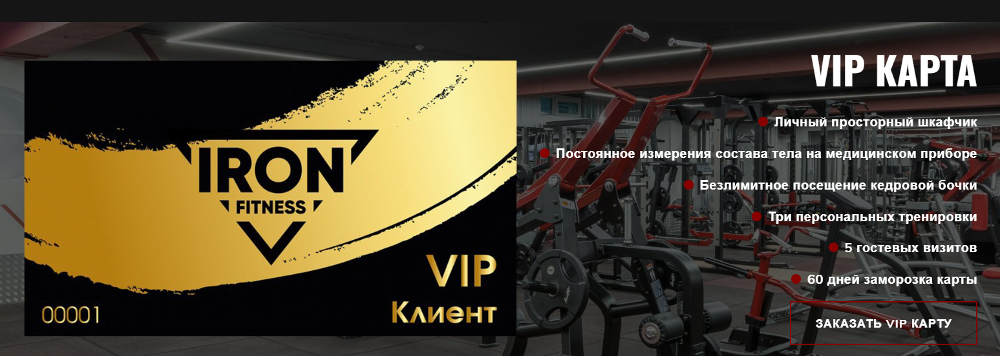 IRON
FITNESS
VIP
Клиент
00001
VIP КАРТА
Личный просторный шкафчик
Постоянное измерения состава тела на медицинском приборе
Безлимитное посещение кедровой бочки
Три персональных тренировки
5 гостевых визитов
60 дней заморозка карты
ЗАКАЗАТЬ VIP КАРТУ